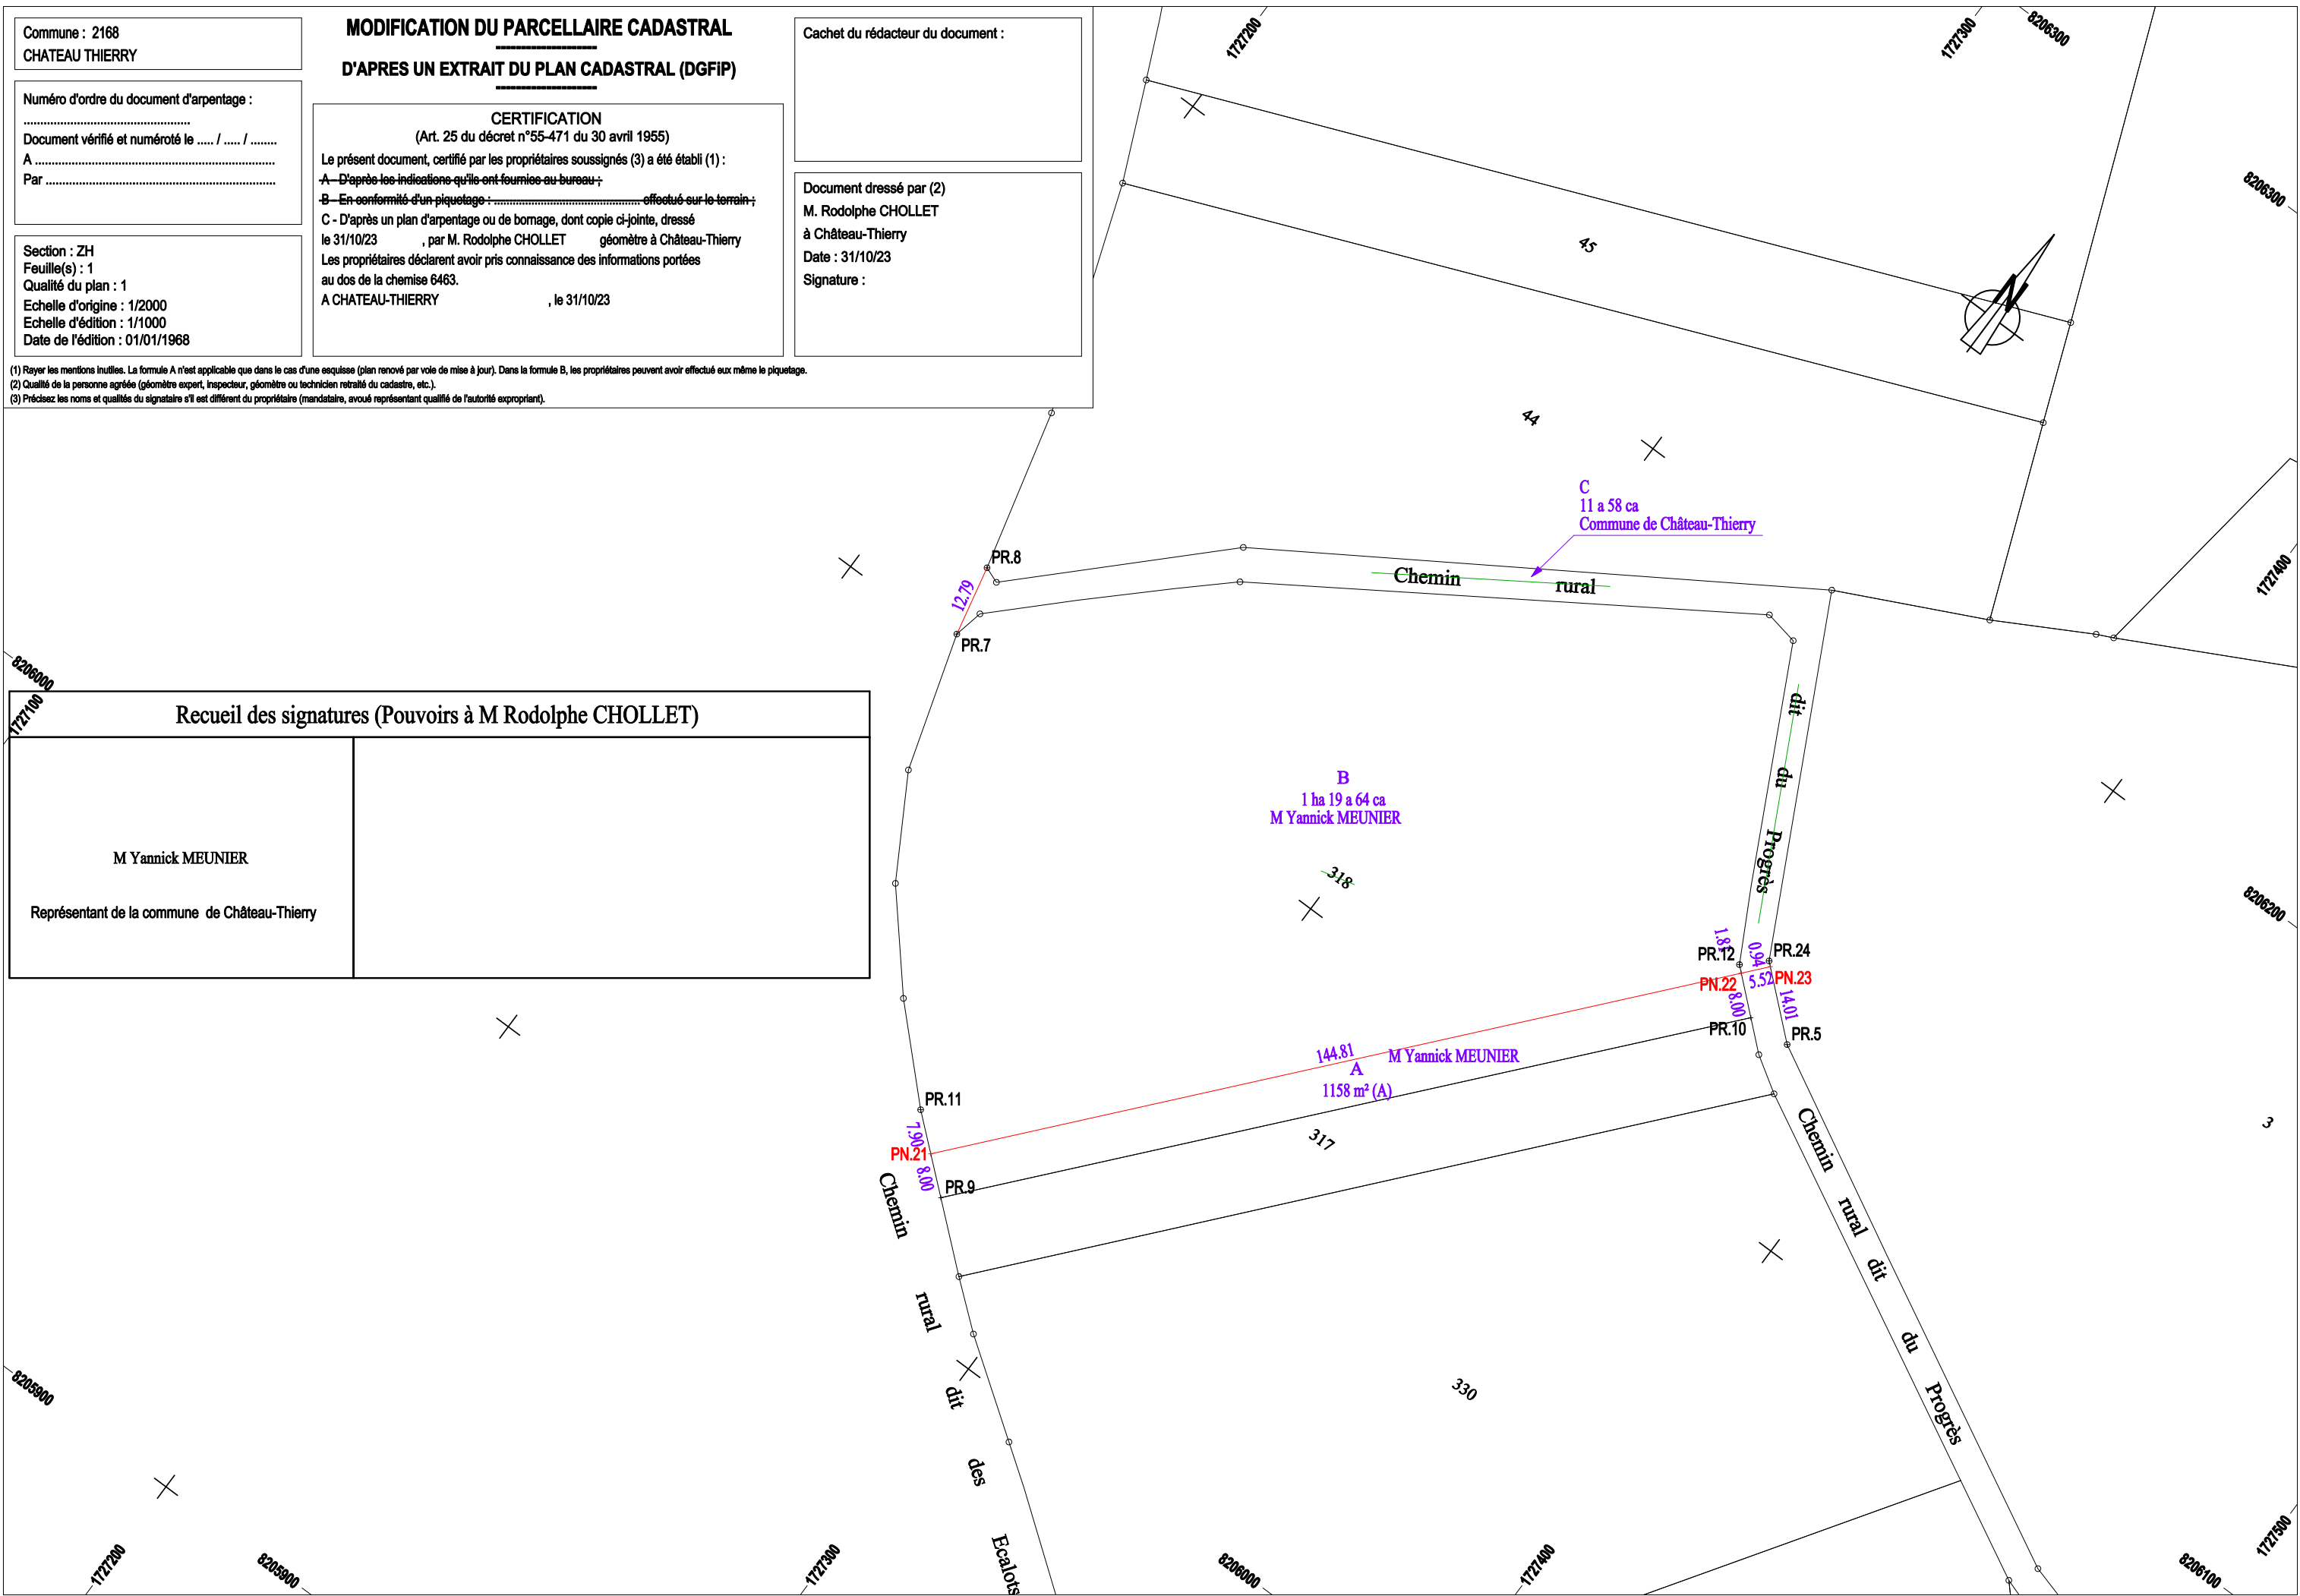 Commune : 2168
CHATEAU THIERRY
Numéro d'ordre du document d'arpentage :
..................................................
Document vérifié et numéroté le ..... / ..... / ........
A ........................................................................
Par .....................................................................
Section : ZH
Feuille(s) : 1
Qualité du plan : 1
Echelle d'origine : 1/2000
Echelle d'édition : 1/1000
Date de l'édition : 01/01/1968
MODIFICATION DU PARCELLAIRE CADASTRAL
--------------------
D'APRES UN EXTRAIT DU PLAN CADASTRAL (DGFiP)
--------------------
CERTIFICATION
(Art. 25 du décret n°55-471 du 30 avril 1955)
Le présent document, certifié par les propriétaires soussignés (3) a été établi (1) :
A - D'après les indications qu'ils ont fournies au bureau ;
B - En conformité d'un piquetage : ............................................... effectué sur le terrain ;
C - D'après un plan d'arpentage ou de bornage, dont copie ci-jointe, dressé
le 31/10/23 , par M. Rodolphe CHOLLET géomètre à Château-Thierry
Les propriétaires déclarent avoir pris connaissance des informations portées
au dos de la chemise 6463.
A CHATEAU-THIERRY , le 31/10/23
Cachet du rédacteur du document :
Document dressé par (2)
M. Rodolphe CHOLLET
à Château-Thierry
Date : 31/10/23
Signature :
(1) Rayer les mentions inutiles. La formule A n'est applicable que dans le cas d'une esquisse (plan renové par voie de mise à jour). Dans la formule B, les propriétaires peuvent avoir effectué eux même le piquetage.
(2) Qualité de la personne agréée (géomètre expert, inspecteur, géomètre ou technicien retraité du cadastre, etc.).
(3) Précisez les noms et qualités du signataire s'il est différent du propriétaire (mandataire, avoué représentant qualifié de l'autorité expropriant).
1727200
1727300
8206300
8206300
45
N
44
C
11 a 58 ca
Commune de Château-Thierry
PR.8
12.79
PR.7
Chemin rural
dit du Progrès
1727400
8206000
1727100
Recueil des signatures (Pouvoirs à M Rodolphe CHOLLET)
M Yannick MEUNIER
Représentant de la commune de Château-Thierry
B
1 ha 19 a 64 ca
M Yannick MEUNIER
318
8206200
1.81
PR.12
0.94
PR.24
PN.22
5.52
PN.23
8.00
14.01
PR.10
PR.5
144.81
M Yannick MEUNIER
A
1158 m² (A)
PR.11
7.90
PN.21
8.00
PR.9
317
3
Chemin rural dit des Ecalots
Chemin rural dit du Progrès
330
8205900
1727200
8205900
1727300
8206000
1727400
8206100
1727500